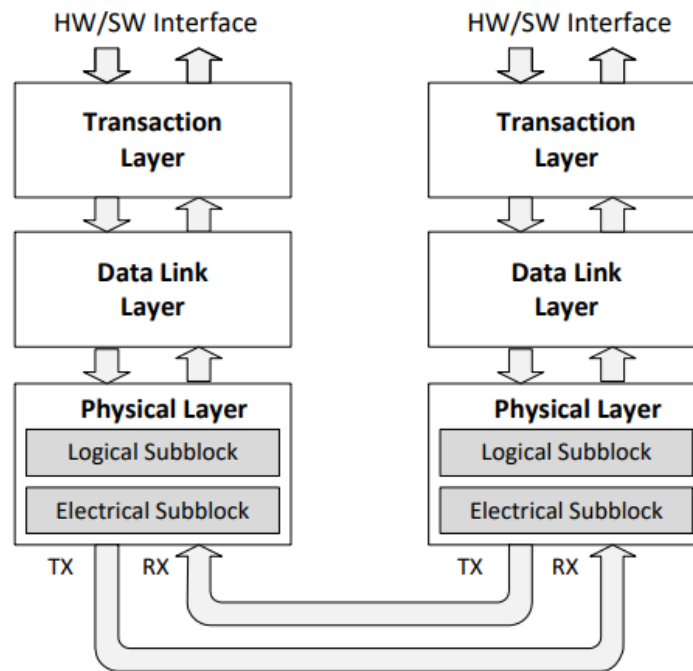 HW/SW Interface
Transaction
Layer
Data Link
Layer
Physical Layer
Logical Subblock
Electrical Subblock
TX
RX
HW/SW Interface
Transaction
Layer
Data Link
Layer
Physical Layer
Logical Subblock
Electrical Subblock
TX
RX